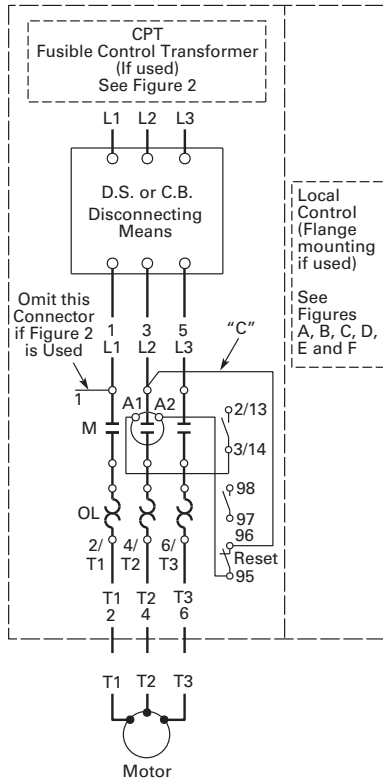 CPT
Fusible Control Transformer
(If used)
See Figure 2
L1 L2 L3
D.S. or C.B.
Disconnecting
Means
Local
Control
(Flange
mounting
if used)
See
Figures
A, B, C, D,
E and F
Omit this
Connector
if Figure 2
is Used
1 3 5
L1 L2 L3
"C"
1
A1 A2
2/13
M
3/14
98
OL
97
2/ 4/ 6/
T1 T2 T3
96
Reset
95
T1 T2 T3
2 4 6
T1 T2 T3
Motor